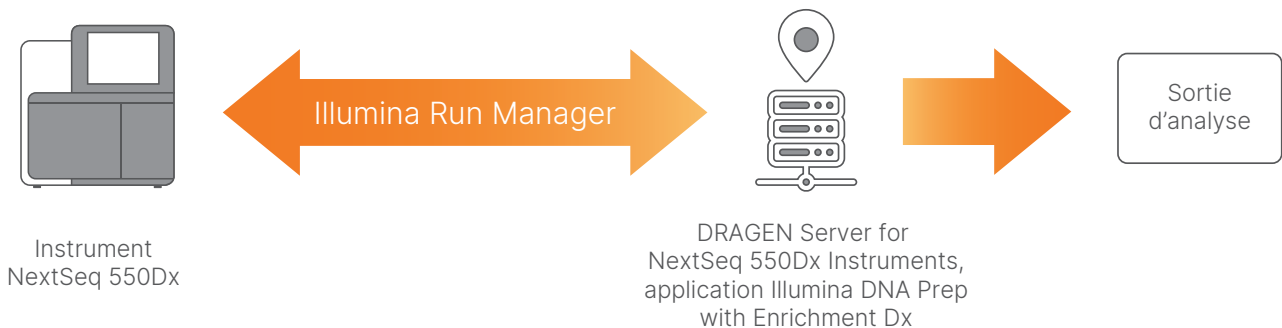 Illumina Run Manager
Sortie
d'analyse
Instrument
NextSeq 550Dx
DRAGEN Server for
NextSeq 550Dx Instruments,
application Illumina DNA Prep
with Enrichment Dx